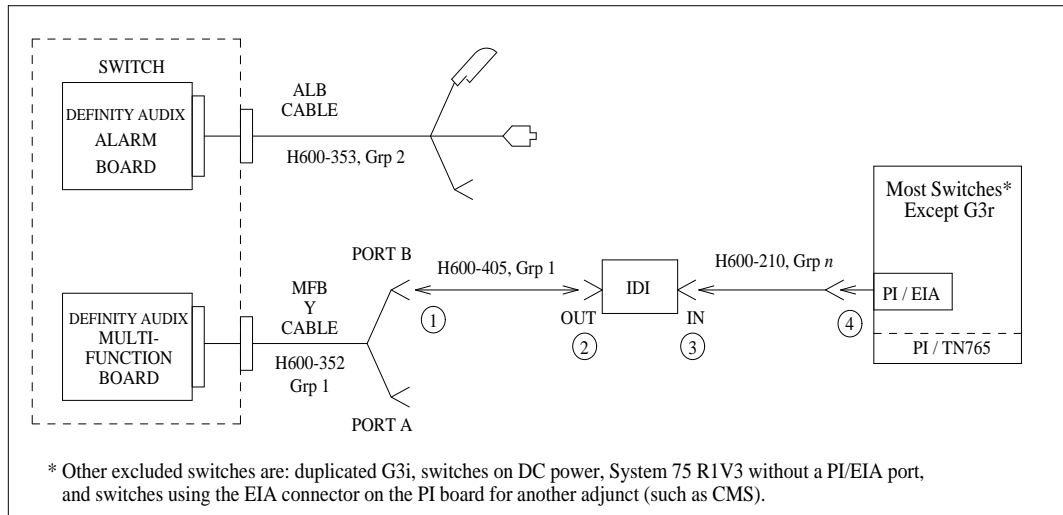 SWITCH
DEFINITY AUDIX
ALARM
BOARD
ALB
CABLE
H600-353, Grp 2
Most Switches*
Except G3r
PI / EIA
PI / TN765
DEFINITY AUDIX
MULTI-
FUNCTION
BOARD
MFB
Y
CABLE
H600-352
Grp 1
PORT B
PORT A
H600-405, Grp 1
1
OUT
2
IDI
IN
3
H600-210, Grp n
4
* Other excluded switches are: duplicated G3i, switches on DC power, System 75 R1V3 without a PI/EIA port,
and switches using the EIA connector on the PI board for another adjunct (such as CMS).